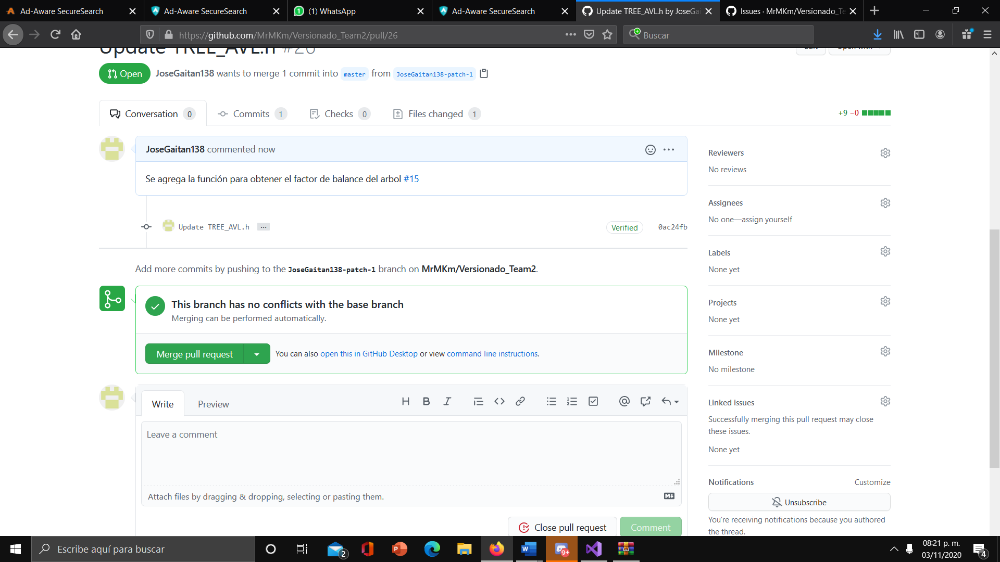 Ad-Aware SecureSearch
Ad-Aware SecureSearch
(1) WhatsApp
Ad-Aware SecureSearch
Update TREE_AVL.h by JoseGai
Issues · MrMKm/Versionado_Te
https://github.com/MrMKm/Versionado_Team2/pull/26
Buscar
Update TREE_AVL.h #26
Edit
Open with
Open
JoseGaitan138 wants to merge 1 commit into master from JoseGaitan138-patch-1
Conversation 0
Commits 1
Checks 0
Files changed 1
+9 −0
JoseGaitan138 commented now
Se agrega la función para obtener el factor de balance del arbol #15
Update TREE_AVL.h ...
Verified
0ac24fb
Add more commits by pushing to the JoseGaitan138-patch-1 branch on MrMKm/Versionado_Team2.
This branch has no conflicts with the base branch
Merging can be performed automatically.
Merge pull request
You can also open this in GitHub Desktop or view command line instructions.
Write
Preview
Leave a comment
Attach files by dragging & dropping, selecting or pasting them.
Close pull request
Comment
Reviewers
No reviews
Assignees
No one—assign yourself
Labels
None yet
Projects
None yet
Milestone
No milestone
Linked issues
Successfully merging this pull request may close
these issues.
None yet
Notifications
Customize
Unsubscribe
You're receiving notifications because you authored
the thread.
Escribe aquí para buscar
2
9+
08:21 p. m.
03/11/2020
4